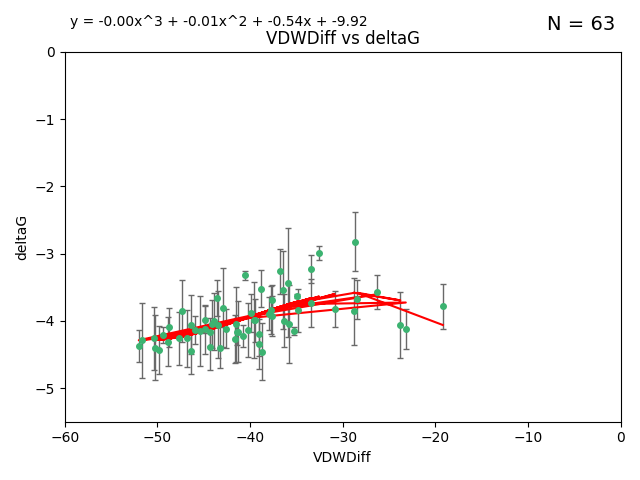 y = -0.00x^3 + -0.01x^2 + -0.54x + -9.92
N = 63
VDWDiff vs deltaG
0
−1
−2
−3
−4
−5
deltaG
−60
−50
−40
−30
−20
−10
0
VDWDiff